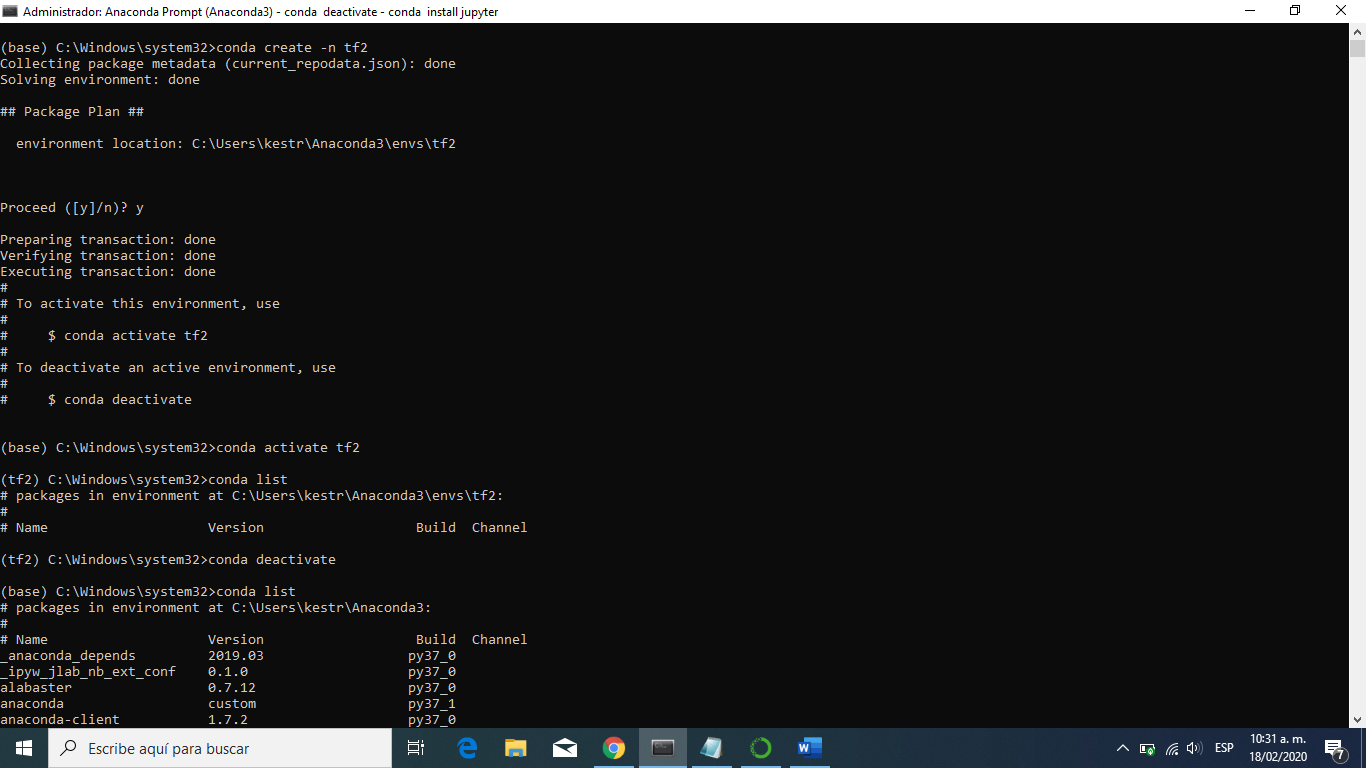 Administrador: Anaconda Prompt (Anaconda3) - conda  deactivate - conda  install jupyter
(base) C:\Windows\system32>conda create -n tf2
Collecting package metadata (current_repodata.json): done
Solving environment: done
## Package Plan ##
  environment location: C:\Users\kestr\Anaconda3\envs\tf2
Proceed ([y]/n)? y
Preparing transaction: done
Verifying transaction: done
Executing transaction: done
#
# To activate this environment, use
#
#     $ conda activate tf2
#
# To deactivate an active environment, use
#
#     $ conda deactivate
(base) C:\Windows\system32>conda activate tf2
(tf2) C:\Windows\system32>conda list
# packages in environment at C:\Users\kestr\Anaconda3\envs\tf2:
#
# Name                    Version                   Build  Channel
(tf2) C:\Windows\system32>conda deactivate
(base) C:\Windows\system32>conda list
# packages in environment at C:\Users\kestr\Anaconda3:
#
# Name                    Version                   Build  Channel
_anaconda_depends         2019.03                  py37_0
_ipyw_jlab_nb_ext_conf    0.1.0                    py37_0
alabaster                 0.7.12                   py37_0
anaconda                  custom                   py37_1
anaconda-client           1.7.2                    py37_0
Escribe aquí para buscar
ESP
10:31 a. m.
18/02/2020
7